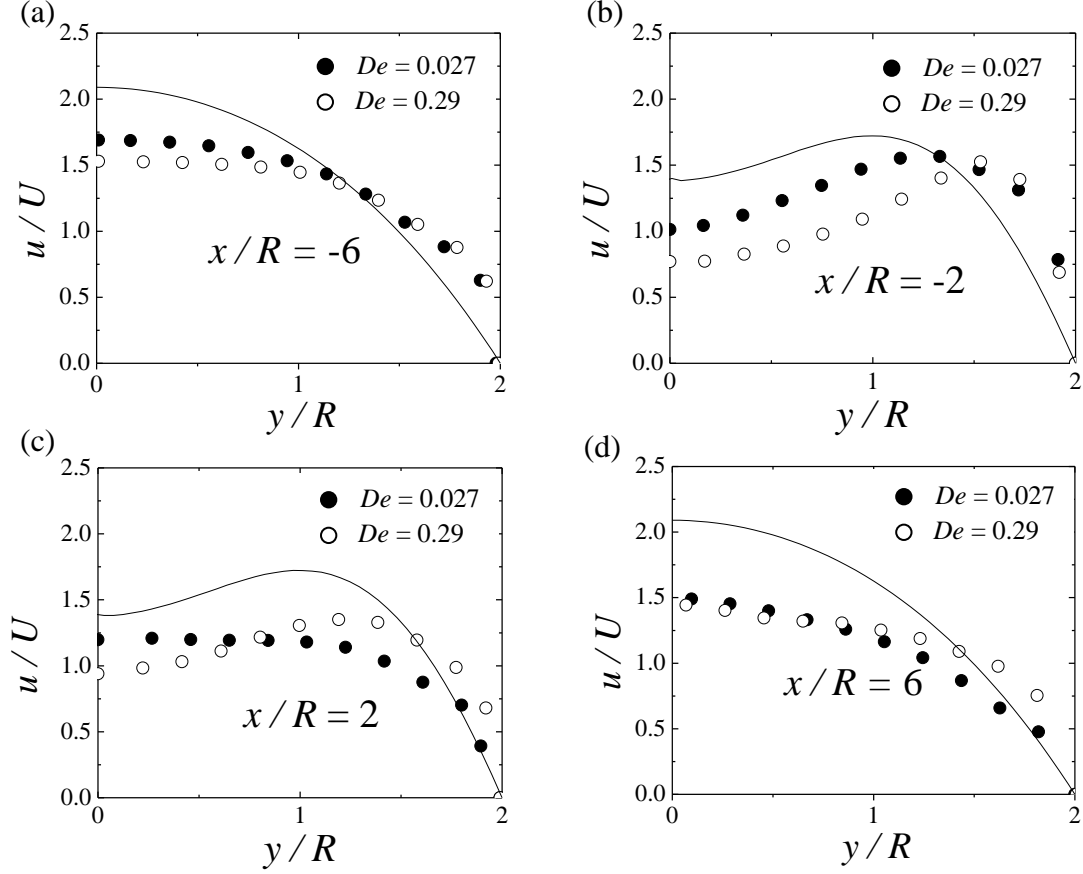 (a)
2.5
2.0
1.5
1.0
0.5
0.0
u / U
De = 0.027
De = 0.29
x / R = -6
0
1
2
y / R
(b)
2.5
2.0
1.5
1.0
0.5
0.0
u / U
De = 0.027
De = 0.29
x / R = -2
0
1
2
y / R
(c)
2.5
2.0
1.5
1.0
0.5
0.0
u / U
De = 0.027
De = 0.29
x / R = 2
0
1
2
y / R
(d)
2.5
2.0
1.5
1.0
0.5
0.0
u / U
De = 0.027
De = 0.29
x / R = 6
0
1
2
y / R